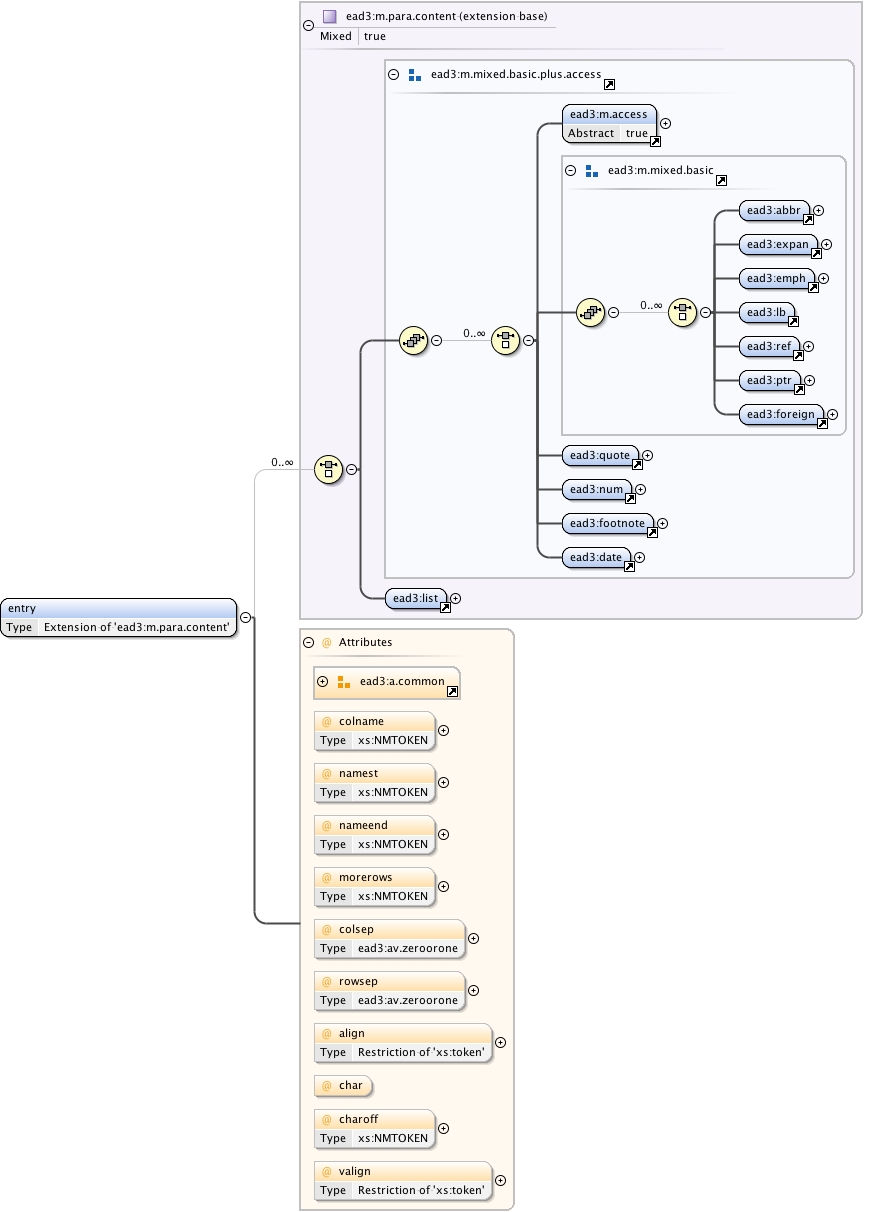 ead3:m.para.content (extension base)
Mixed true
ead3:m.mixed.basic.plus.access
ead3:m.access
Abstract true
ead3:m.mixed.basic
ead3:abbr
ead3:expan
ead3:emph
0..∞
ead3:lb
ead3:ref
0..∞
ead3:ptr
ead3:foreign
ead3:quote
0..∞
ead3:num
ead3:footnote
ead3:date
ead3:list
entry
Type Extension of 'ead3:m.para.content'
@ Attributes
ead3:a.common
@ colname
Type xs:NMTOKEN
@ namest
Type xs:NMTOKEN
@ nameend
Type xs:NMTOKEN
@ morerows
Type xs:NMTOKEN
@ colsep
Type ead3:av.zeroorone
@ rowsep
Type ead3:av.zeroorone
@ align
Type Restriction of 'xs:token'
@ char
@ charoff
Type xs:NMTOKEN
@ valign
Type Restriction of 'xs:token'